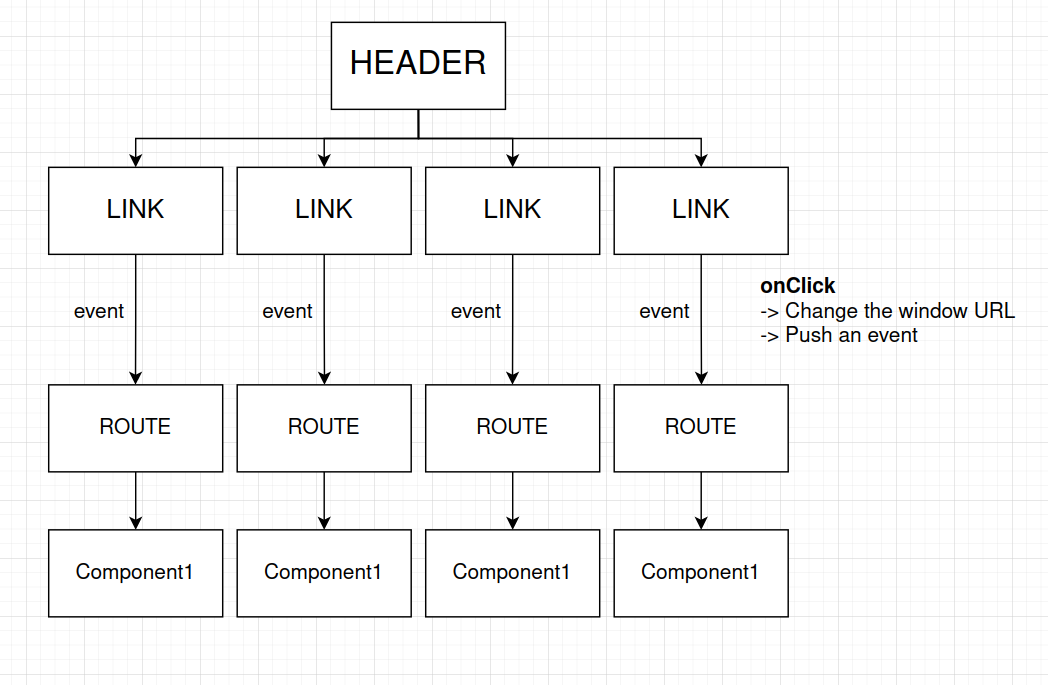 HEADER
LINK
LINK
LINK
LINK
event
event
event
event
onClick
-> Change the window URL
-> Push an event
ROUTE
ROUTE
ROUTE
ROUTE
Component1
Component1
Component1
Component1